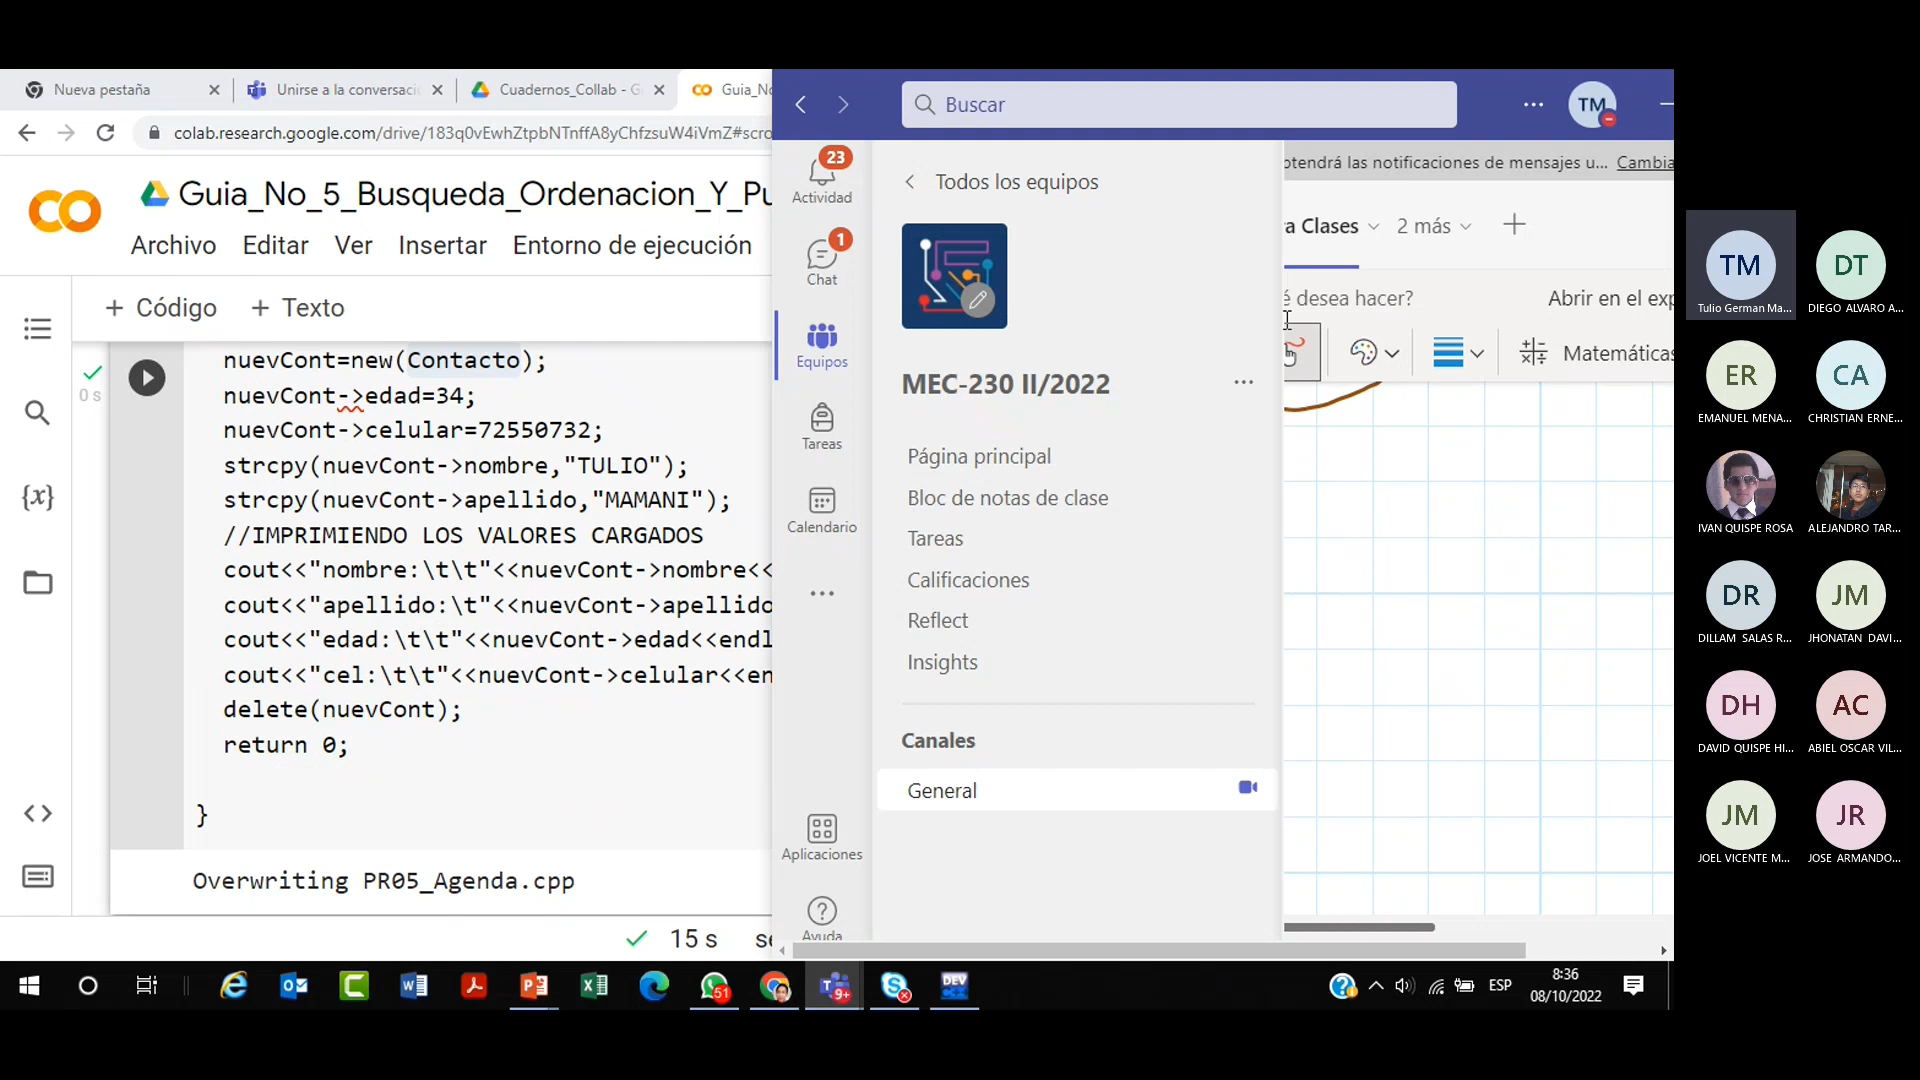 Nueva pestaña
Unirse a la conversaci
Cuadernos_Collab - G
Guia_No
colab.research.google.com/drive/183q0vEwhZtpbNTnffA8yChfzsuW4iVmZ#scro
Guia_No_5_Busqueda_Ordenacion_Y_Pu
Archivo Editar Ver Insertar Entorno de ejecución
+ Código + Texto
0 s
nuevCont=new(Contacto);
nuevCont->edad=34;
nuevCont->celular=72550732;
strcpy(nuevCont->nombre,"TULIO");
strcpy(nuevCont->apellido,"MAMANI");
//IMPRIMIENDO LOS VALORES CARGADOS
cout<<"nombre:\t\t"<<nuevCont->nombre<<
cout<<"apellido:\t"<<nuevCont->apellido
cout<<"edad:\t\t"<<nuevCont->edad<<endl
cout<<"cel:\t\t"<<nuevCont->celular<<en
delete(nuevCont);
return 0;
}
Overwriting PR05_Agenda.cpp
15 s se
{x}
Buscar
TM
23
Actividad
1
Chat
Equipos
Tareas
Calendario
Aplicaciones
Ayuda
Todos los equipos
MEC-230 II/2022
Página principal
Bloc de notas de clase
Tareas
Calificaciones
Reflect
Insights
Canales
General
otendrá las notificaciones de mensajes u... Cambia
a Clases 2 más
é desea hacer? Abrir en el exp
Matemáticas
TM
Tulio German Ma...
DT
DIEGO ALVARO A...
ER
EMANUEL MENA...
CA
CHRISTIAN ERNE...
IVAN QUISPE ROSA
ALEJANDRO TAR...
DR
DILLAM SALAS R...
JM
JHONATAN DAVI...
DH
DAVID QUISPE HI...
AC
ABIEL OSCAR VIL...
JM
JOEL VICENTE M...
JR
JOSE ARMANDO...
51
9+
DEV
ESP
8:36
08/10/2022